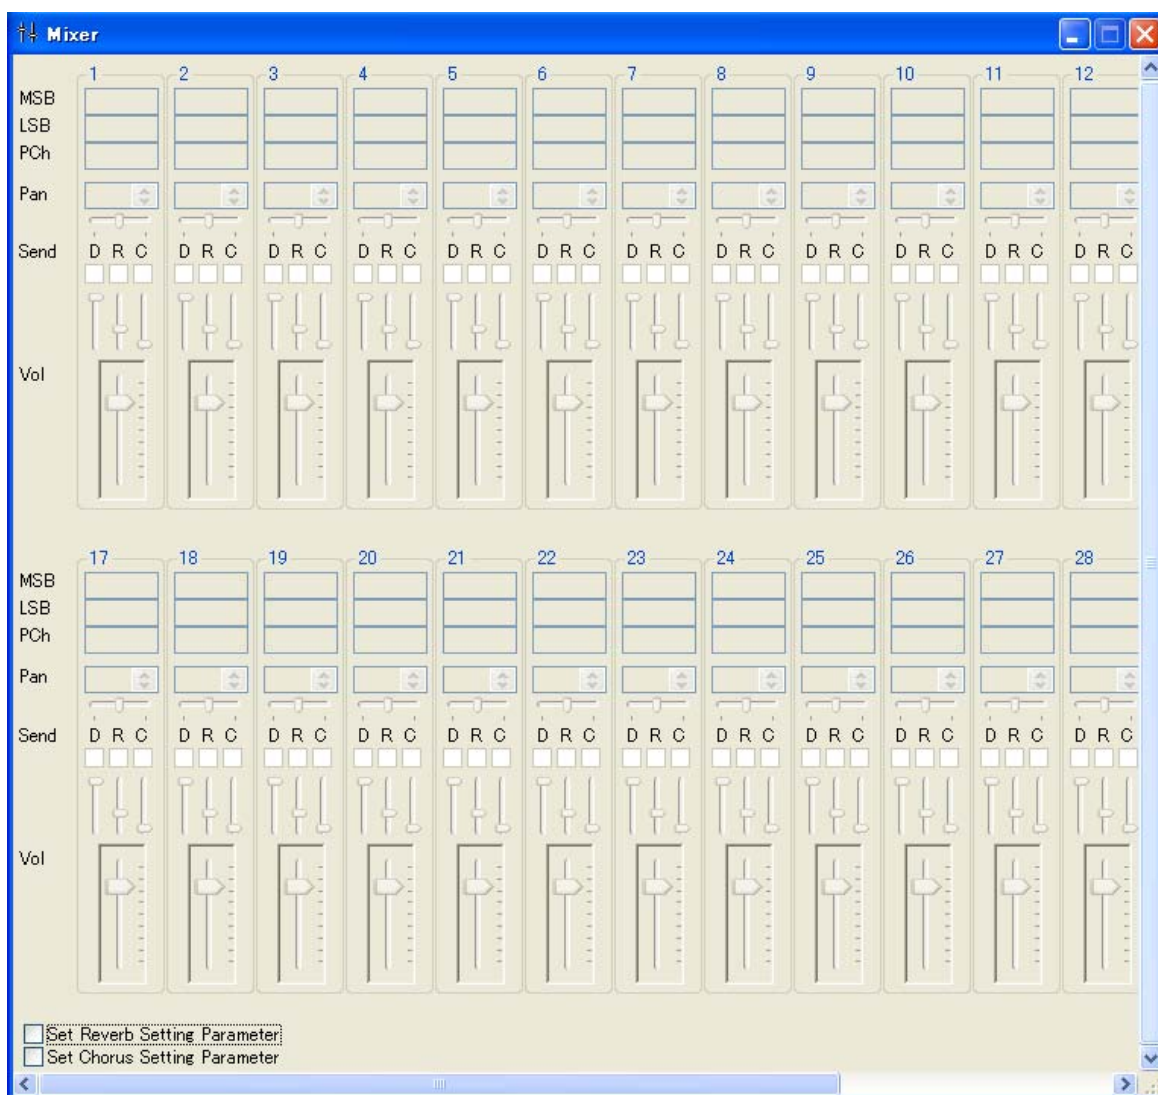 Mixer
1 2 3 4 5 6 7 8 9 10 11 12
MSB
LSB
PCh
Pan
Send D R C D R C D R C D R C D R C D R C D R C D R C D R C D R C D R C D R C
Vol
17 18 19 20 21 22 23 24 25 26 27 28
MSB
LSB
PCh
Pan
Send D R C D R C D R C D R C D R C D R C D R C D R C D R C D R C D R C D R C
Vol
Set Reverb Setting Parameter
Set Chorus Setting Parameter